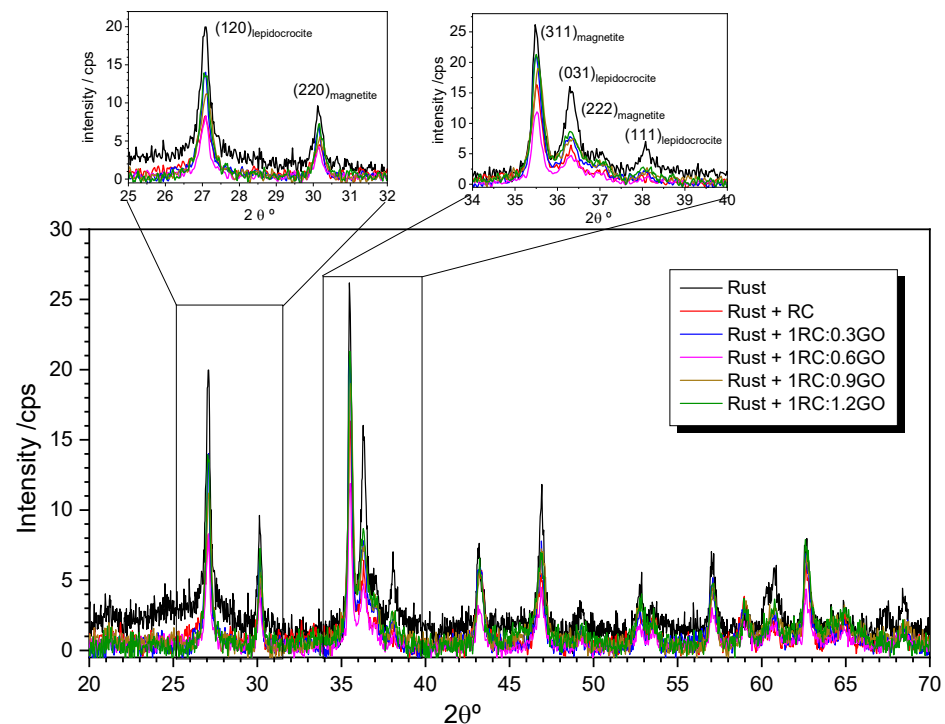 20
15
10
5
0
intensity / cps
(120)lepidocrocite
(220)magnetite
25 26 27 28 29 30 31 32
2 θ º
25
20
15
10
5
0
intensity / cps
(311)magnetite
(031)lepidocrocite
(222)magnetite
(111)lepidocrocite
34 35 36 37 38 39 40
2θ º
30
25
20
15
10
5
0
Intensity /cps
Rust
Rust + RC
Rust + 1RC:0.3GO
Rust + 1RC:0.6GO
Rust + 1RC:0.9GO
Rust + 1RC:1.2GO
20 25 30 35 40 45 50 55 60 65 70
2θº